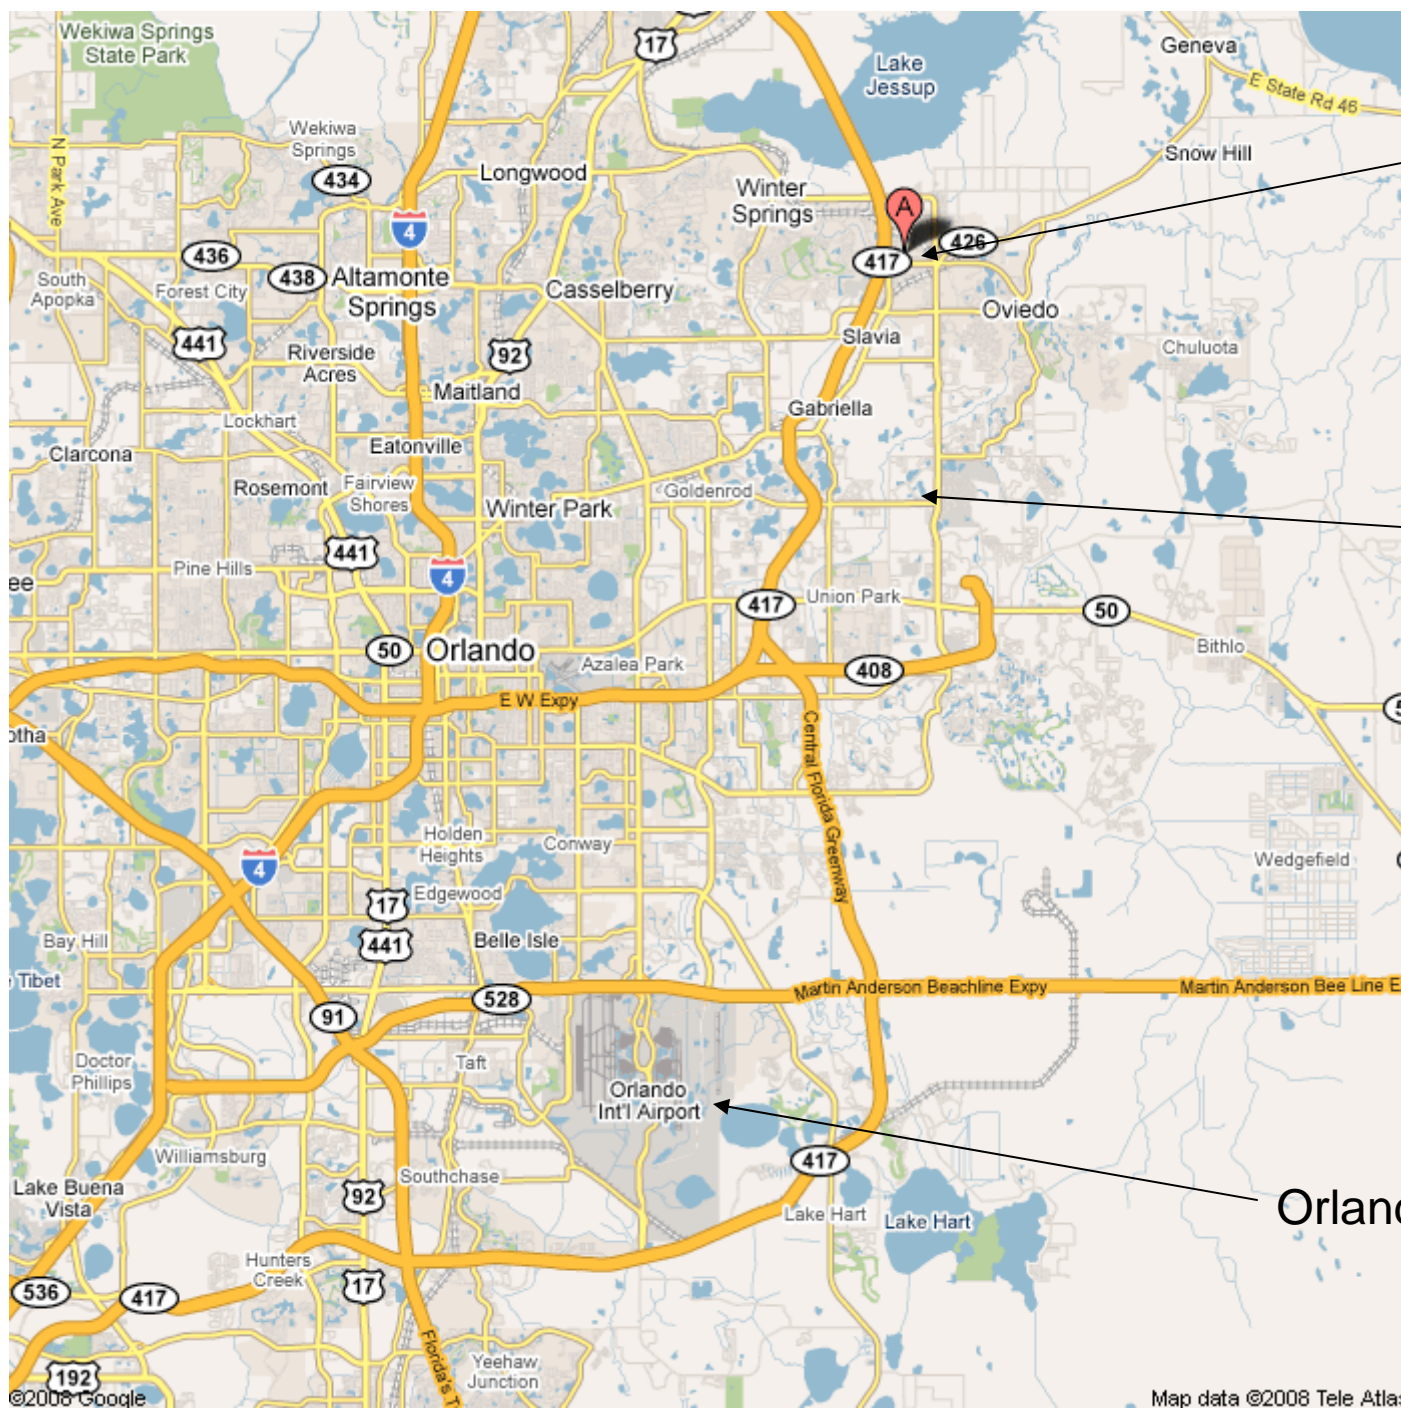 Wekiwa Springs
State Park
17
Lake
Jessup
Geneva
E State Rd 46
N Park Ave
Wekiwa
Springs
434
Longwood
Winter
Springs
Snow Hill
A
4
436
438
417
426
South
Apopka
Forest City
Altamonte
Springs
Casselberry
Oviedo
441
Riverside
Acres
92
Slavia
Chuluota
Maitland
Lockhart
Gabriella
Clarcona
Eatonville
Rosemont
Fairview
Shores
Winter Park
Goldenrod
441
Pine Hills
4
ee
417
Union Park
50
50
Orlando
Azalea Park
408
Bithlo
E W Expy
otha
Central Florida Greenway
Holden
Heights
Conway
4
Wedgefield
Edgewood
17
441
Bay Hill
Belle Isle
Tibet
528
Martin Anderson Beachline Expy
Martin Anderson Bee Line E
91
Doctor
Phillips
Taft
Orlando
Int'l Airport
Williamsburg
417
Southchase
Lake Buena
Vista
92
Lake Hart
Lake Hart
Orland
Hunters
Creek
17
536
417
Florida's T
192
Yeehaw
Junction
©2008 Google
Map data ©2008 Tele Atlas